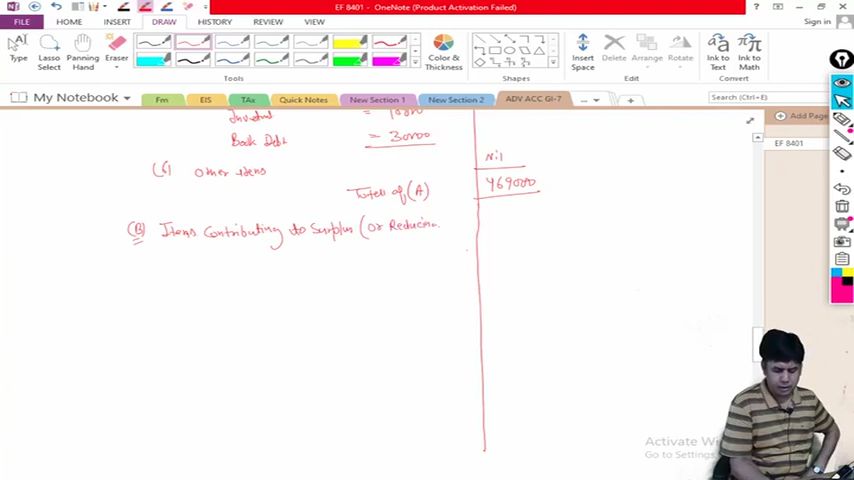 EF 8401 - OneNote (Product Activation Failed)
FILE HOME INSERT DRAW HISTORY REVIEW VIEW
Sign in
Type
Lasso Select
Panning Hand
Eraser
Color & Thickness
Insert Space
Delete
Arrange
Rotate
Ink to Text
Ink to Math
Tools
Shapes
Edit
Convert
My Notebook
Fm
EIS
TAx
Quick Notes
New Section 1
New Section 2
ADV ACC GI-7
Search (Ctrl+E)
Add Page
EF 8401
Book Debt = 30000
Nil
(6) Other items
Total of (A) 469000
(B) Items Contributing to Surplus (or Reducing
Activate Wi
Go to Settings